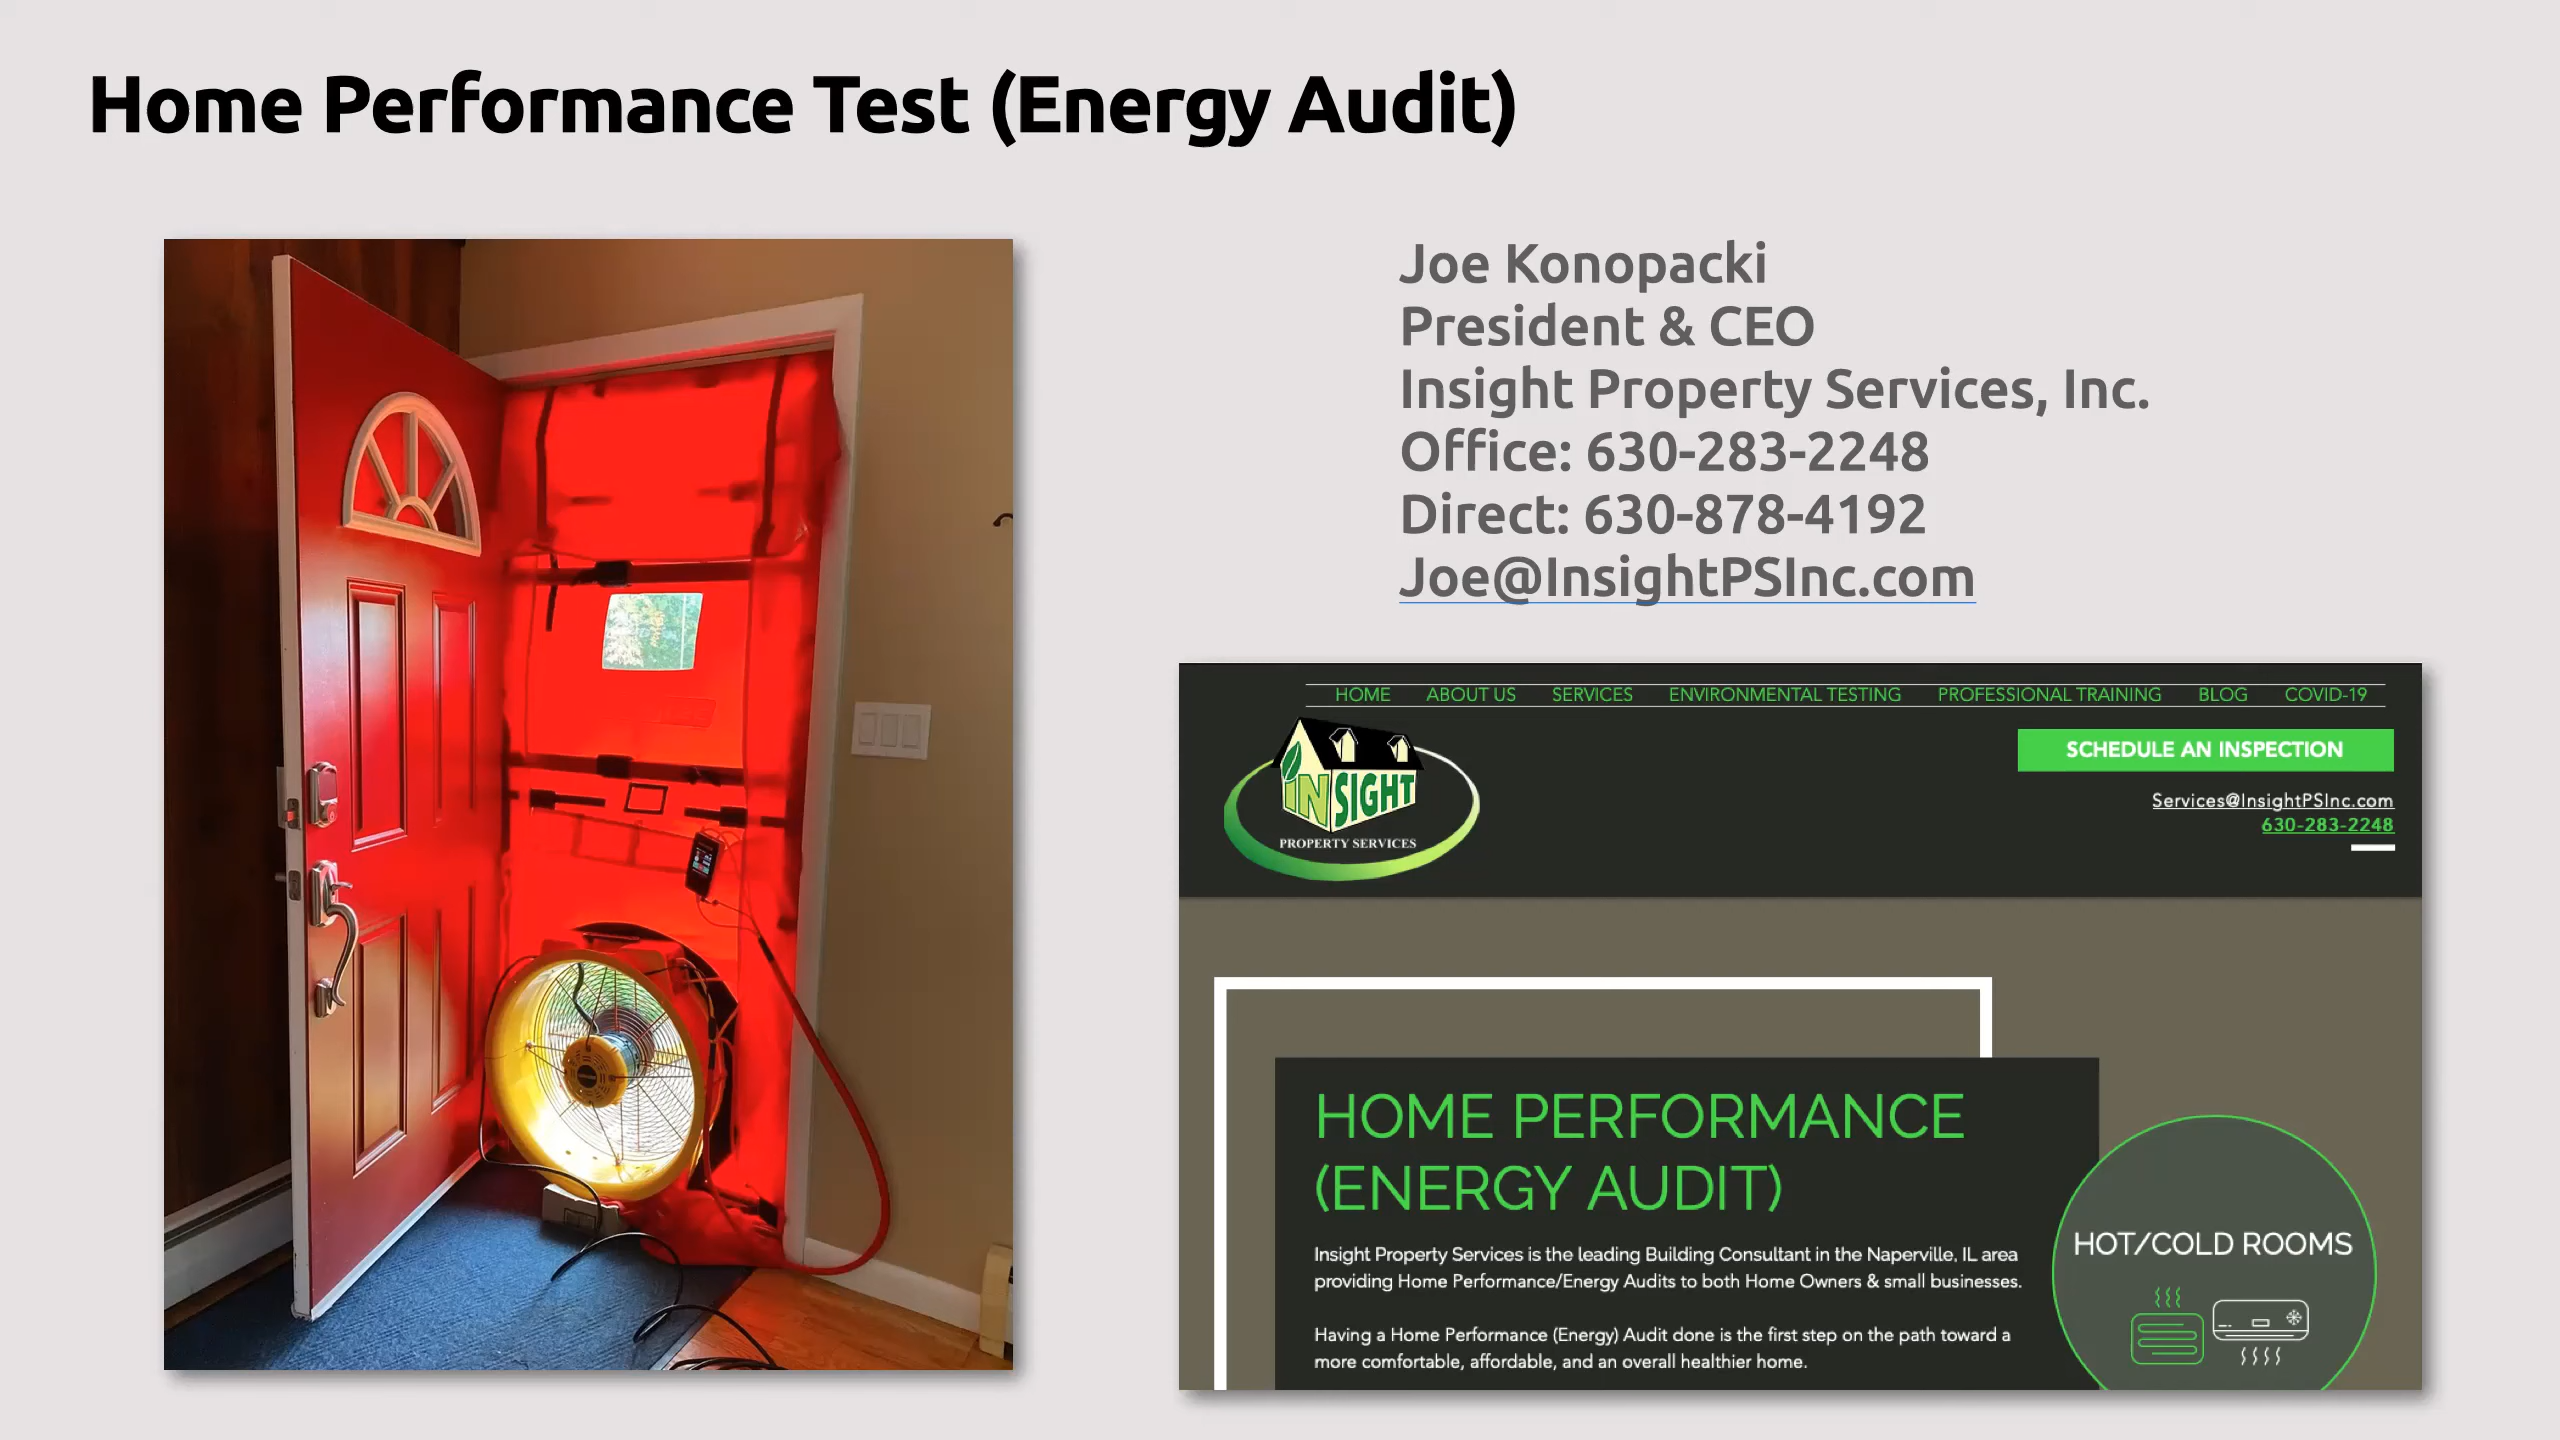 Home Performance Test (Energy Audit)
Joe Konopacki
President & CEO
Insight Property Services, Inc.
Office: 630-283-2248
Direct: 630-878-4192
Joe@InsightPSInc.com
HOME ABOUT US SERVICES ENVIRONMENTAL TESTING PROFESSIONAL TRAINING BLOG COVID-19
INSIGHT
PROPERTY SERVICES
SCHEDULE AN INSPECTION
Services@InsightPSInc.com
630-283-2248
HOME PERFORMANCE
(ENERGY AUDIT)
Insight Property Services is the leading Building Consultant in the Naperville, IL area
providing Home Performance/Energy Audits to both Home Owners & small businesses.
Having a Home Performance (Energy) Audit done is the first step on the path toward a
more comfortable, affordable, and an overall healthier home.
HOT/COLD ROOMS